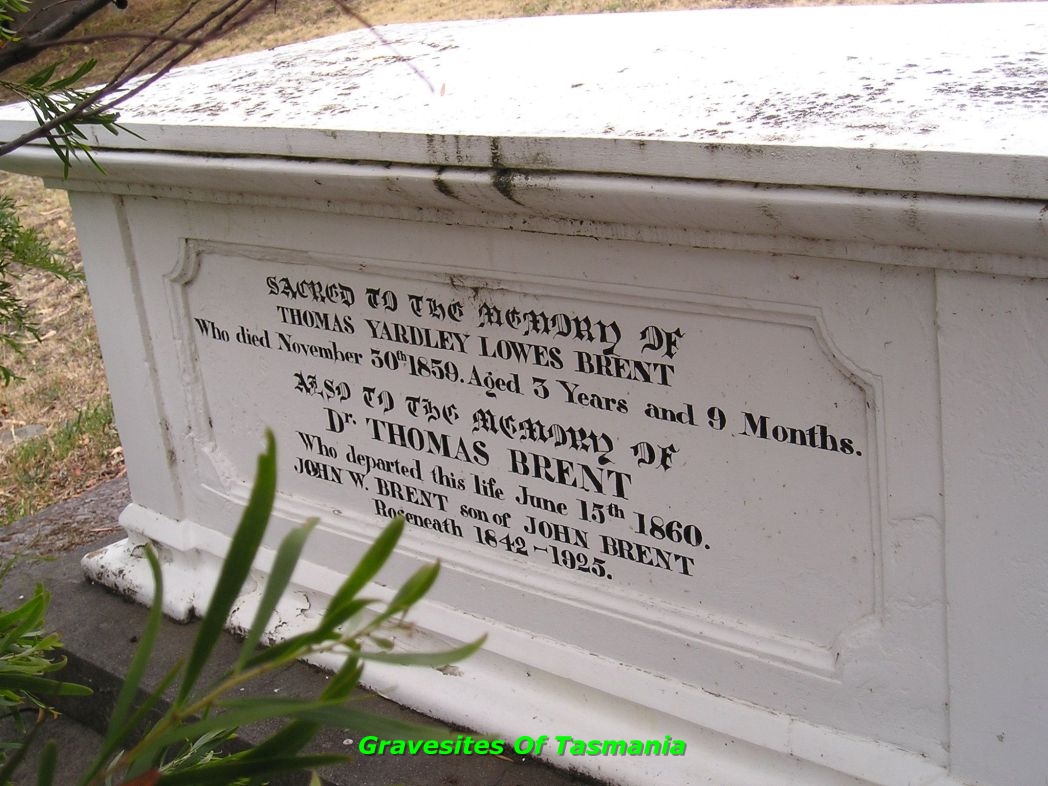 SACRED TO THE MEMORY OF
THOMAS YARDLEY LOWES BRENT
Who died November 30th 1859. Aged 3 Years and 9 Months.
ALSO TO THE MEMORY OF
Dr. THOMAS BRENT
Who departed this life June 15th 1860.
JOHN W. BRENT son of JOHN BRENT
Roseneath 1842-1925.
Gravesites Of Tasmania